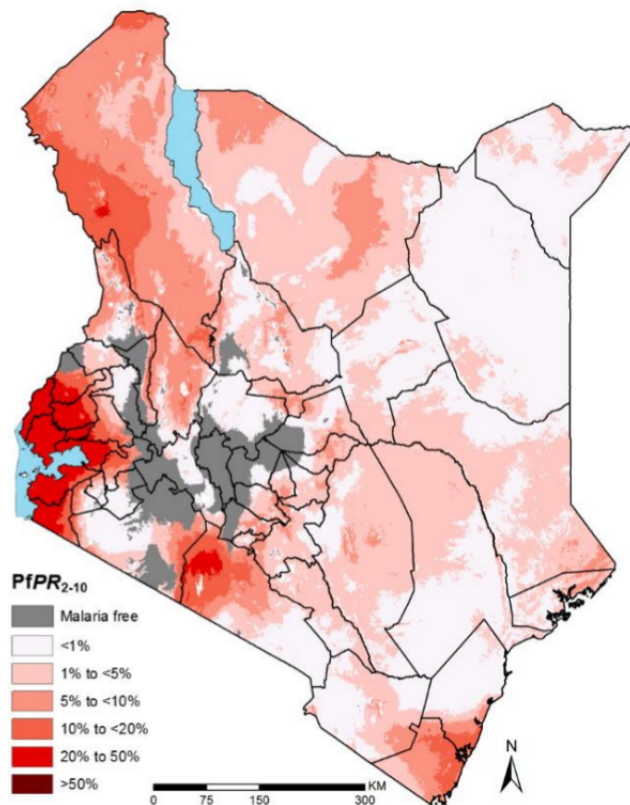 PfPR2-10
Malaria free
<1%
1% to <5%
5% to <10%
10% to <20%
20% to 50%
>50%
KM
0 75 150 300
N